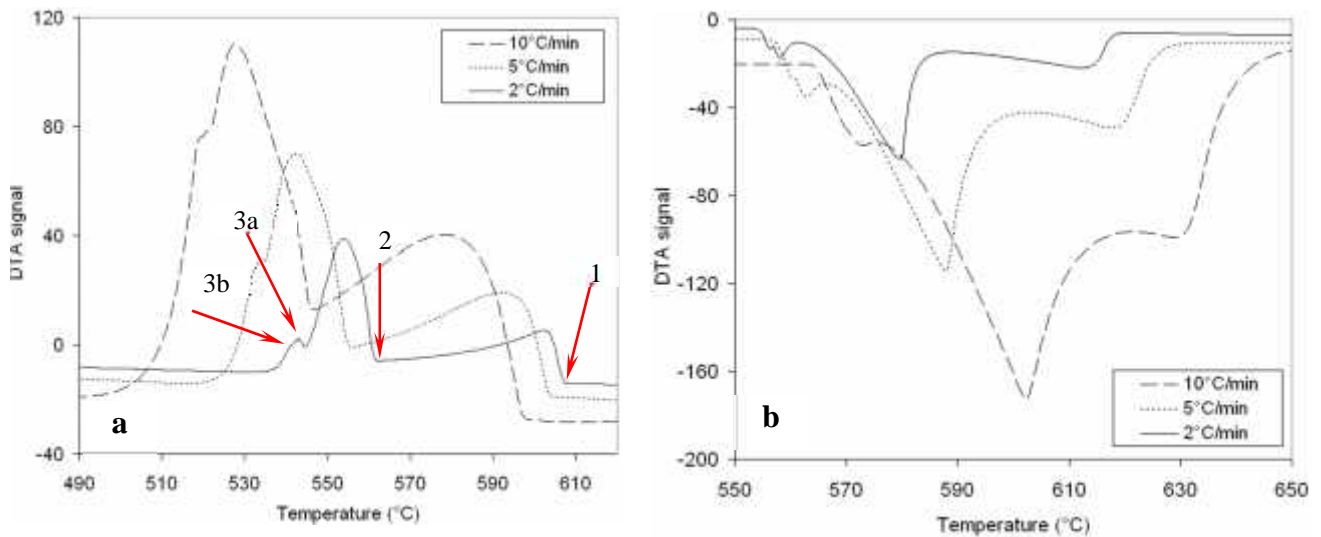 120
80
40
0
-40
DTA signal
10°C/min
5°C/min
2°C/min
3a
3b
2
1
a
490 510 530 550 570 590 610
Temperature (°C)
0
-40
-80
-120
-160
-200
DTA signal
10°C/min
5°C/min
2°C/min
b
550 570 590 610 630 650
Temperature (°C)